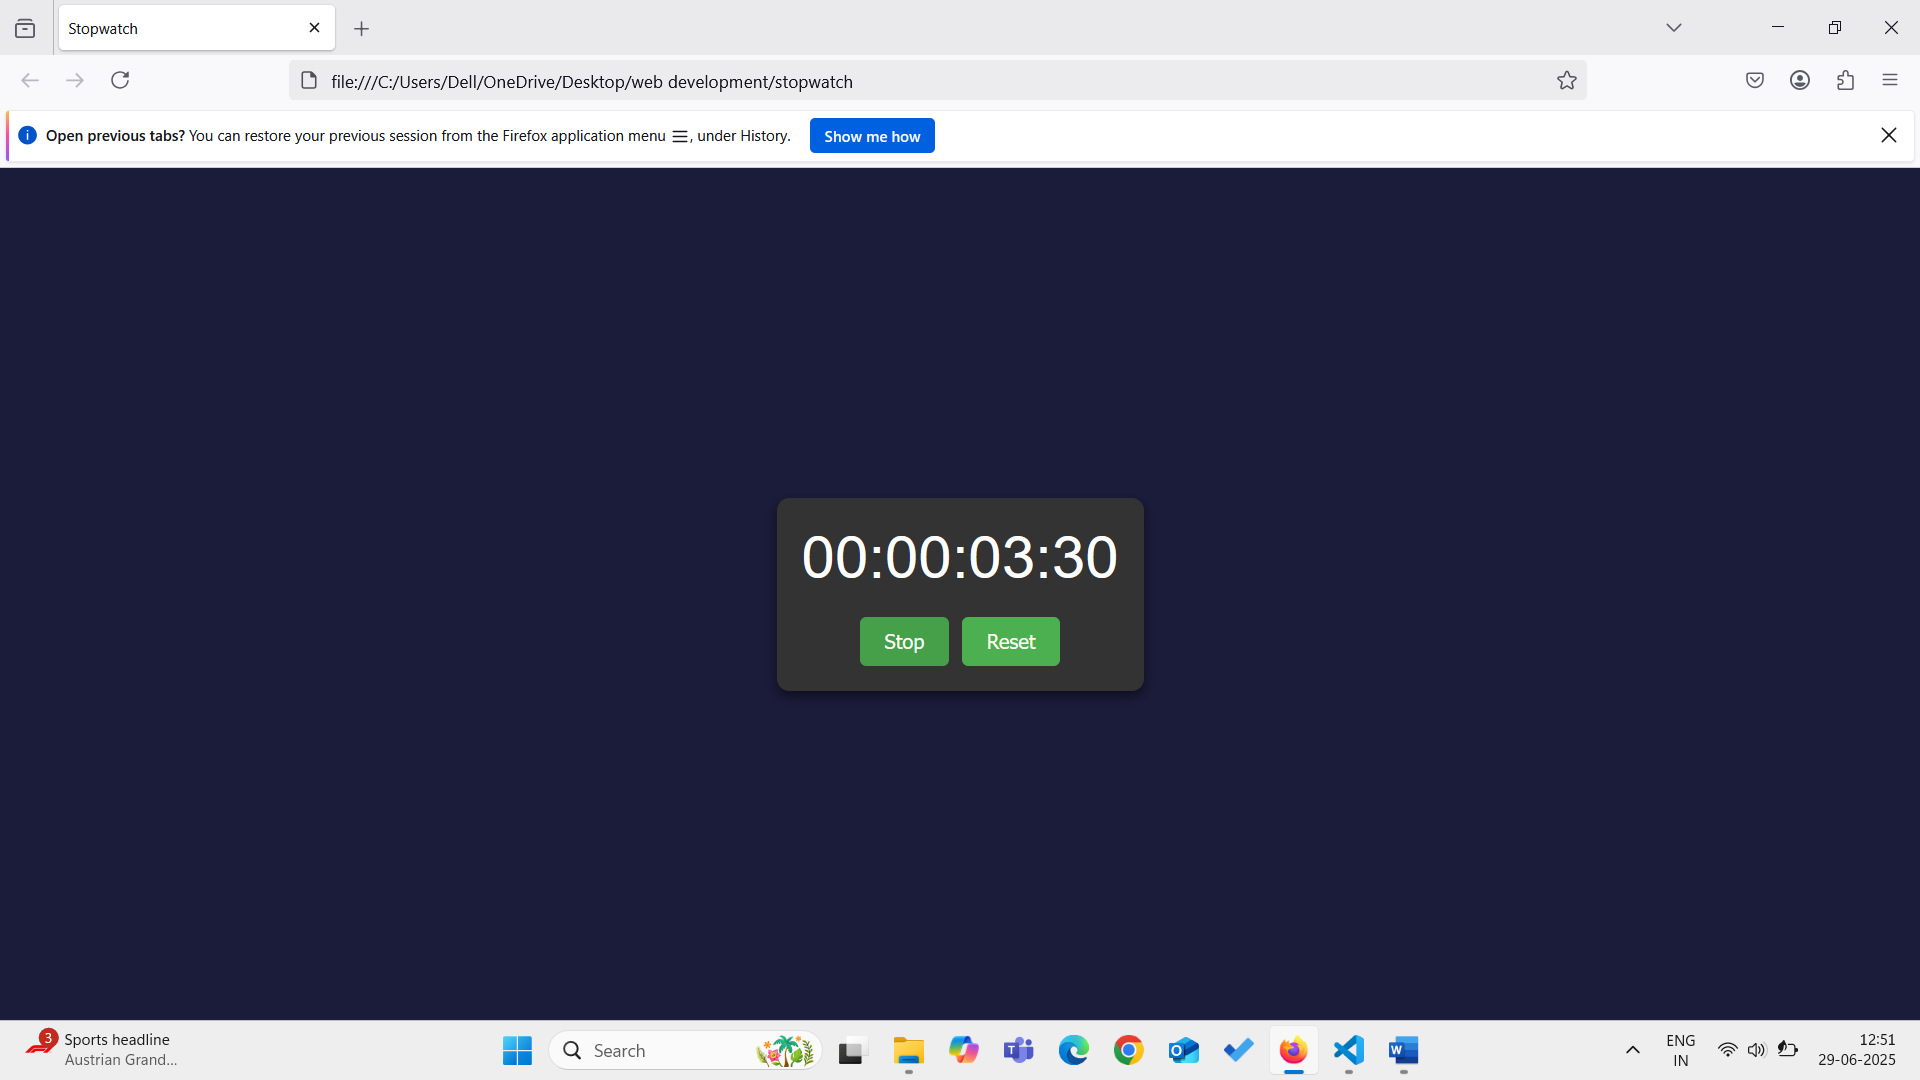 Stopwatch
file:///C:/Users/Dell/OneDrive/Desktop/web development/stopwatch
Open previous tabs? You can restore your previous session from the Firefox application menu ☰, under History. Show me how
00:00:03:30
Stop Reset
3 Sports headline
Austrian Grand...
Search
ENG
IN
12:51
29-06-2025